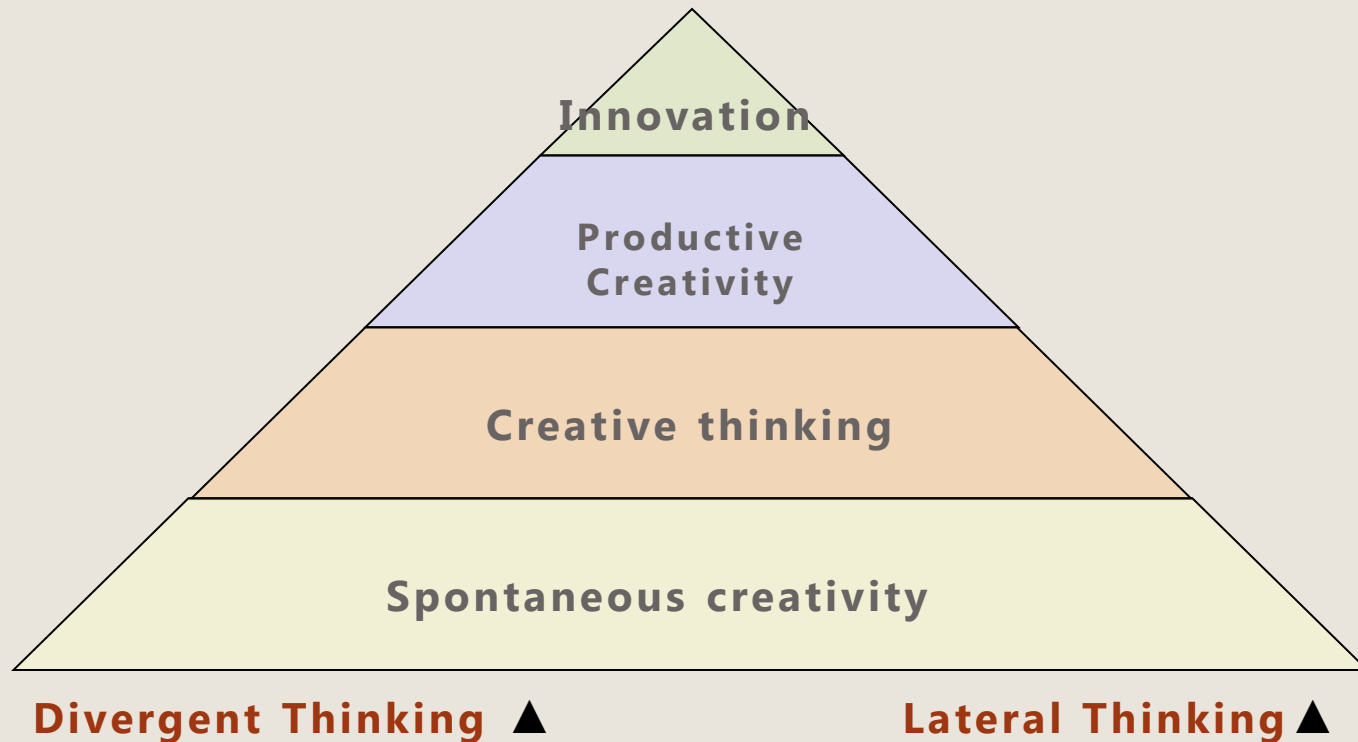 Innovation
Productive
Creativity
Creative thinking
Spontaneous creativity
Divergent Thinking ▲ Lateral Thinking ▲